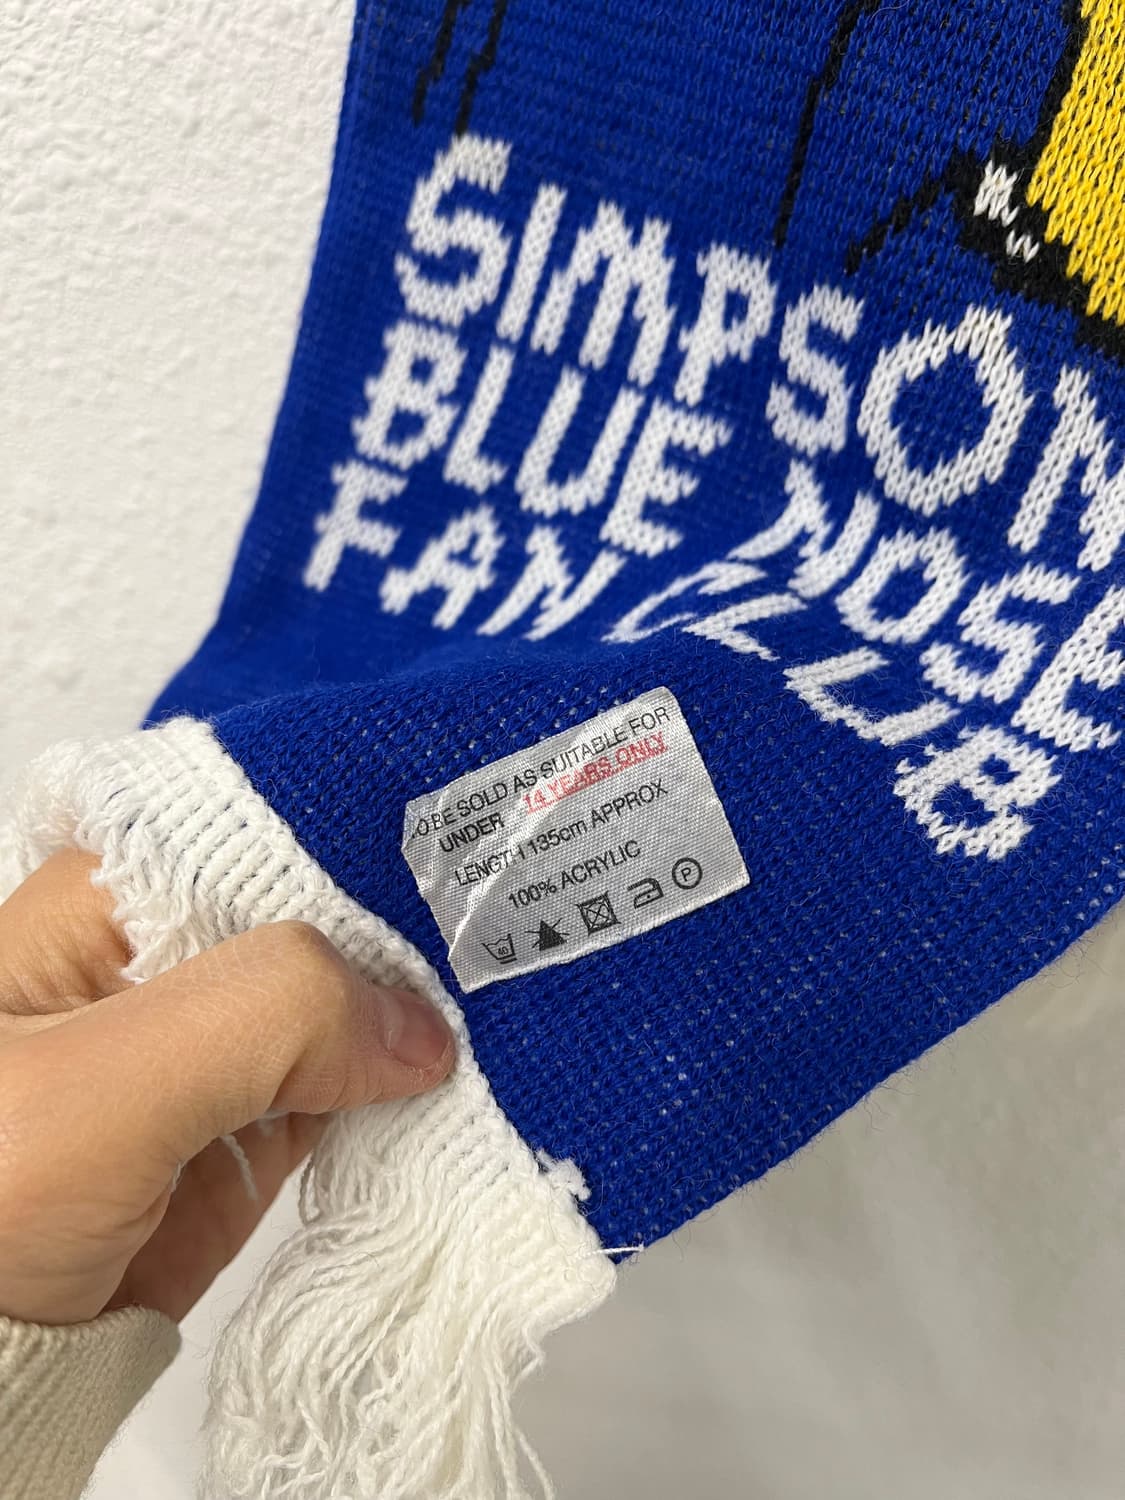 SIMPSON
BLUE NOSE
FAN CLUB
O BE SOLD AS SUITABLE FOR
UNDER 14 YEARS ONLY
LENGTH 135cm APPROX
100% ACRYLIC
P